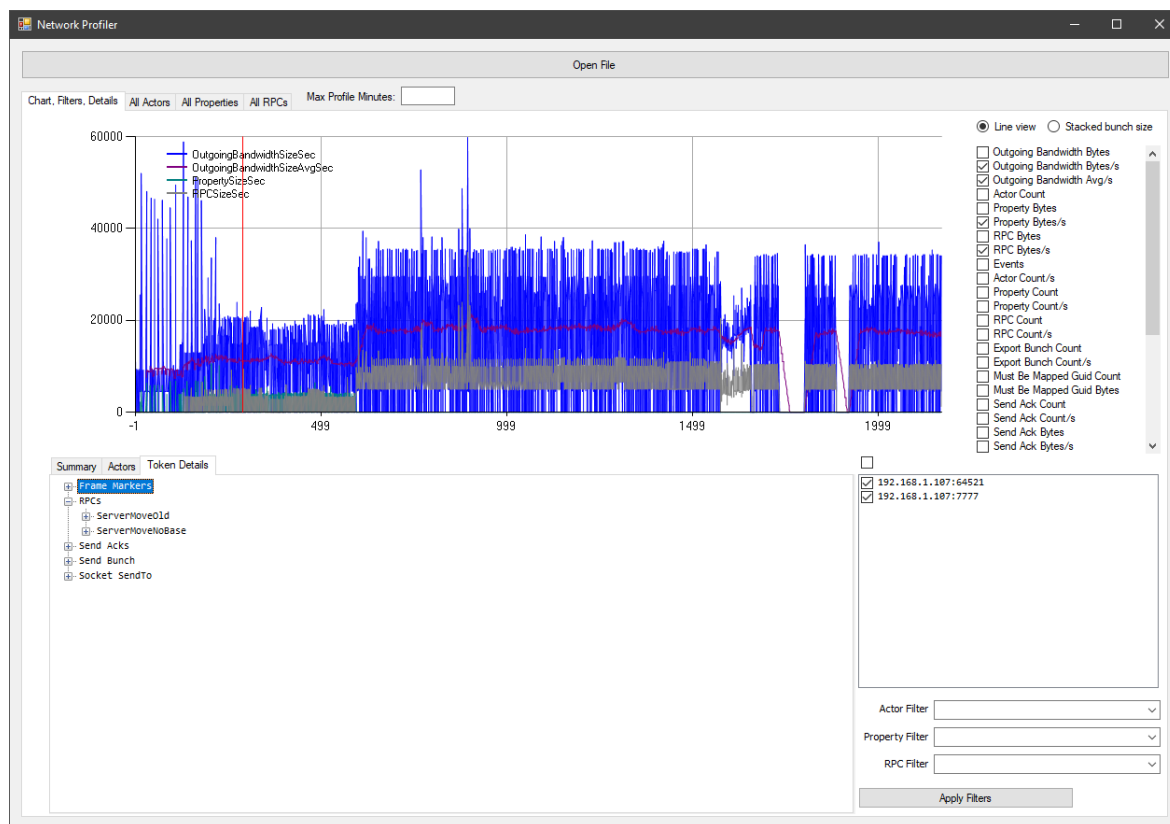 Network Profiler
Open File
Chart, Filters, Details All Actors All Properties All RPCs Max Profile Minutes:
60000
40000
20000
0
-1 499 999 1499 1999
OutgoingBandwidthSizeSec
OutgoingBandwidthSizeAvgSec
PropertySizeSec
RPCSizeSec
Line view Stacked bunch size
Outgoing Bandwidth Bytes
Outgoing Bandwidth Bytes/s
Outgoing Bandwidth Avg/s
Actor Count
Property Bytes
Property Bytes/s
RPC Bytes
RPC Bytes/s
Events
Actor Count/s
Property Count
Property Count/s
RPC Count
RPC Count/s
Export Bunch Count
Export Bunch Count/s
Must Be Mapped Guid Count
Must Be Mapped Guid Bytes
Send Ack Count
Send Ack Count/s
Send Ack Bytes
Send Ack Bytes/s
Summary Actors Token Details
Frame Markers
RPCs
ServerMoveOld
ServerMoveNoBase
Send Acks
Send Bunch
Socket SendTo
192.168.1.107:64521
192.168.1.107:7777
Actor Filter
Property Filter
RPC Filter
Apply Filters